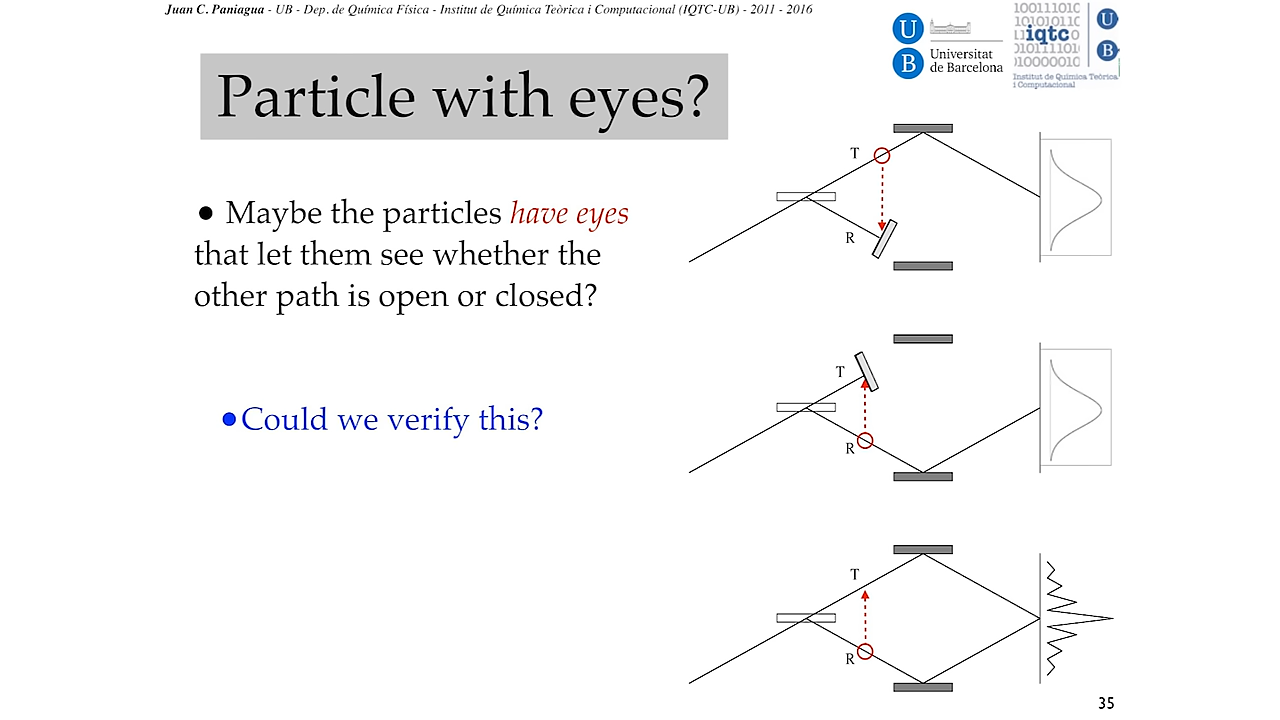 Juan C. Paniagua - UB - Dep. de Química Física - Institut de Química Teòrica i Computacional (IQTC-UB) - 2011 - 2016
U
B
Universitat
de Barcelona
iqtc
U
B
Institut de Química Teòrica
i Computacional
Particle with eyes?
● Maybe the particles have eyes
that let them see whether the
other path is open or closed?
●Could we verify this?
T
R
T
R
T
R
35